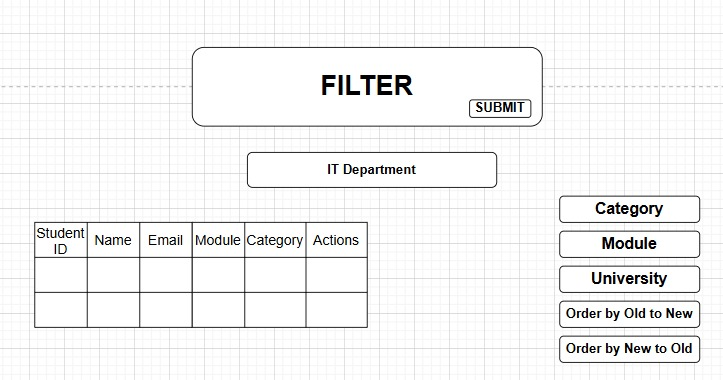 FILTER
SUBMIT
IT Department
Student
ID
Name
Email
Module
Category
Actions
Category
Module
University
Order by Old to New
Order by New to Old